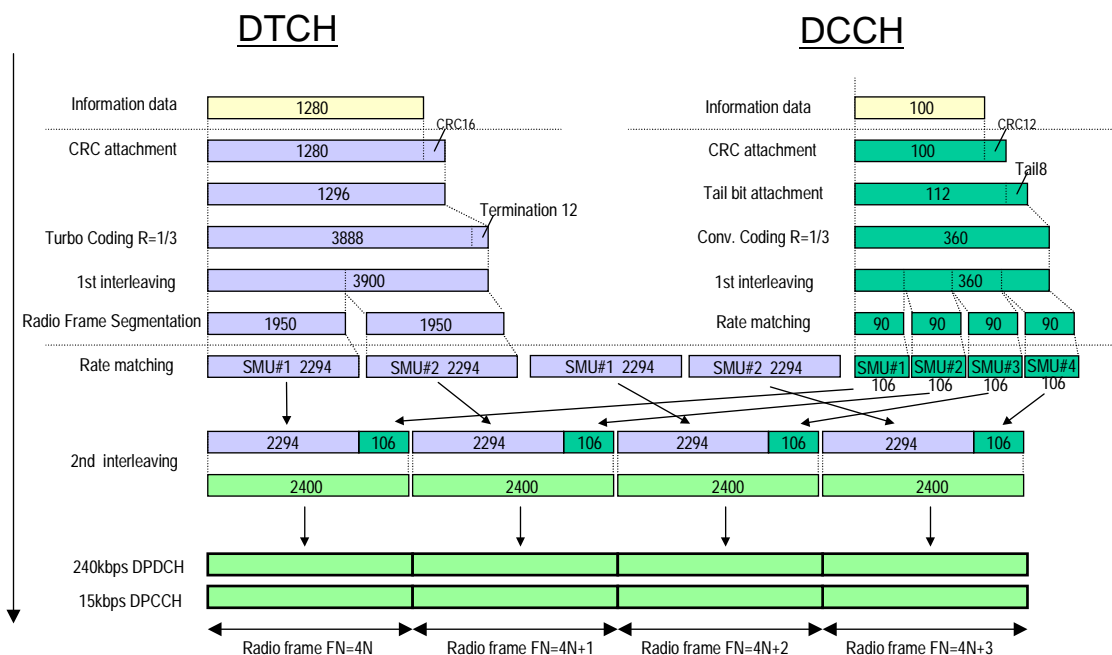 DTCH DCCH
Information data 1280 Information data 100
CRC16 CRC12
CRC attachment 1280 CRC attachment 100
Tail8
1296 Tail bit attachment 112
Termination 12
Turbo Coding R=1/3 3888 Conv. Coding R=1/3 360
1st interleaving 3900 1st interleaving 360
Radio Frame Segmentation 1950 1950 Rate matching 90 90 90 90
Rate matching SMU#1 2294 SMU#2 2294 SMU#1 2294 SMU#2 2294 SMU#1 SMU#2 SMU#3 SMU#4
106 106 106 106
2294 106 2294 106 2294 106 2294 106
2nd interleaving
2400 2400 2400 2400
240kbps DPDCH
15kbps DPCCH
Radio frame FN=4N Radio frame FN=4N+1 Radio frame FN=4N+2 Radio frame FN=4N+3